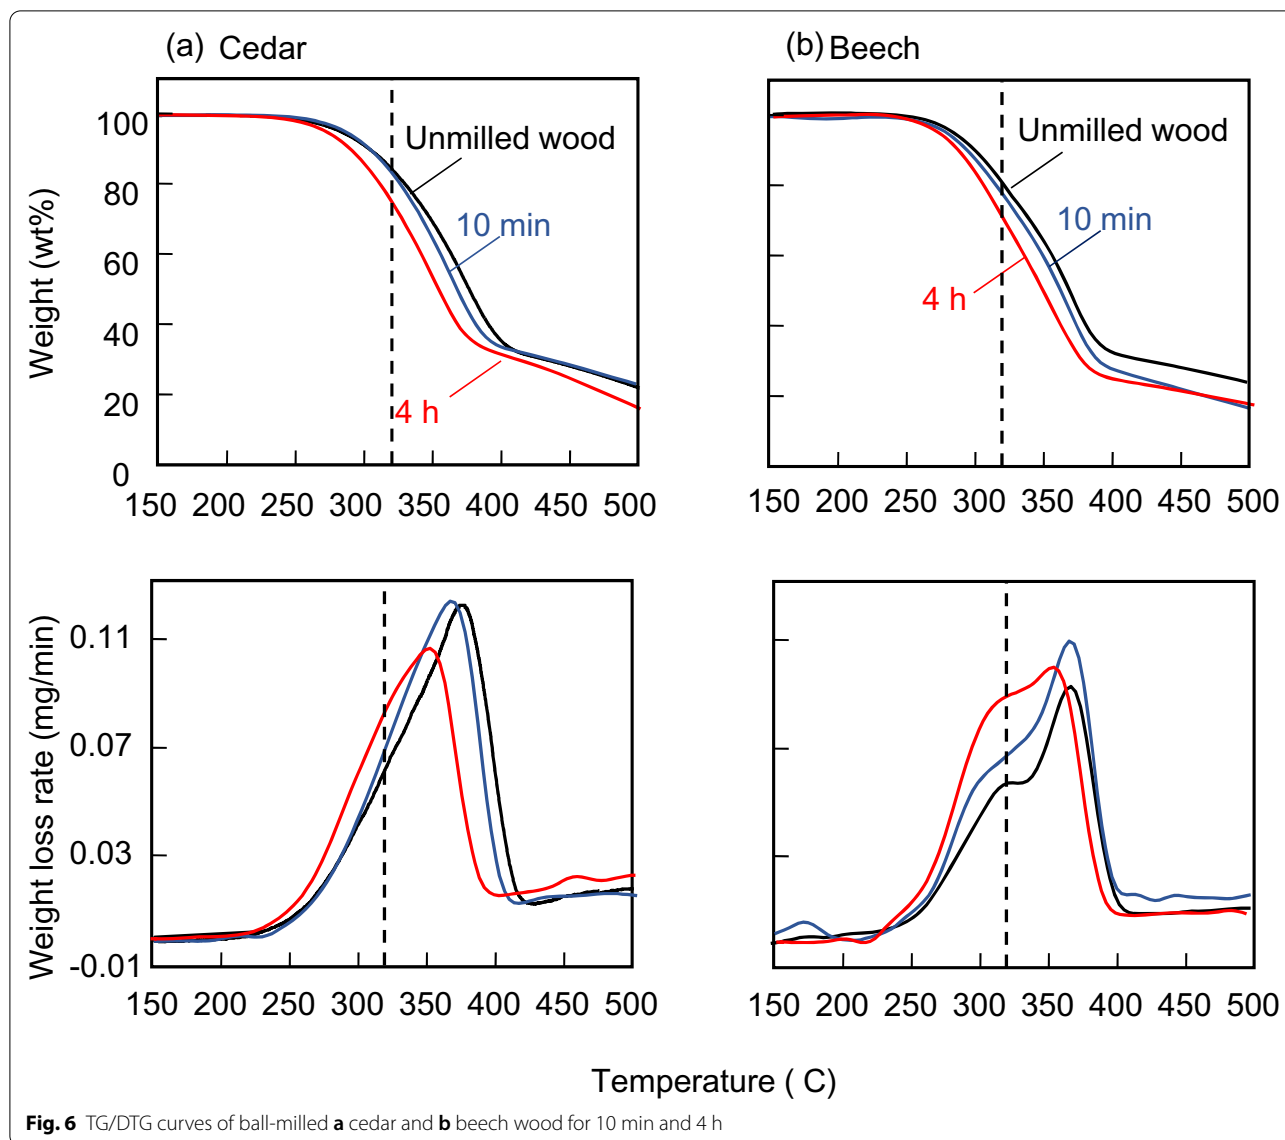 (a) Cedar
(b) Beech
100
80
60
40
20
0
Weight (wt%)
Unmilled wood
10 min
4 h
Unmilled wood
10 min
4 h
150 200 250 300 350 400 450 500
150 200 250 300 350 400 450 500
0.11
0.07
0.03
-0.01
Weight loss rate (mg/min)
150 200 250 300 350 400 450 500
150 200 250 300 350 400 450 500
Temperature ( C)
Fig. 6 TG/DTG curves of ball-milled a cedar and b beech wood for 10 min and 4 h